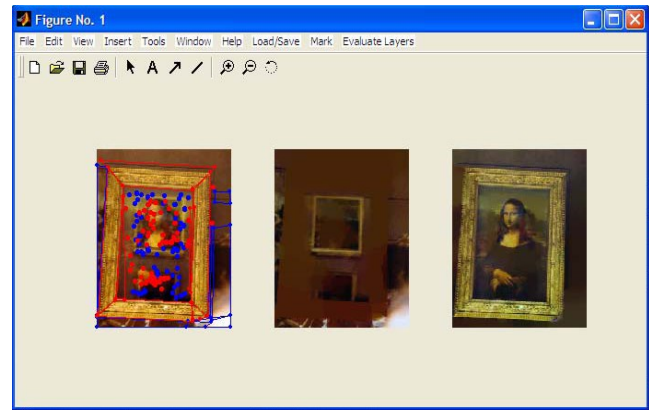 Figure No. 1
File Edit View Insert Tools Window Help Load/Save Mark Evaluate Layers
A